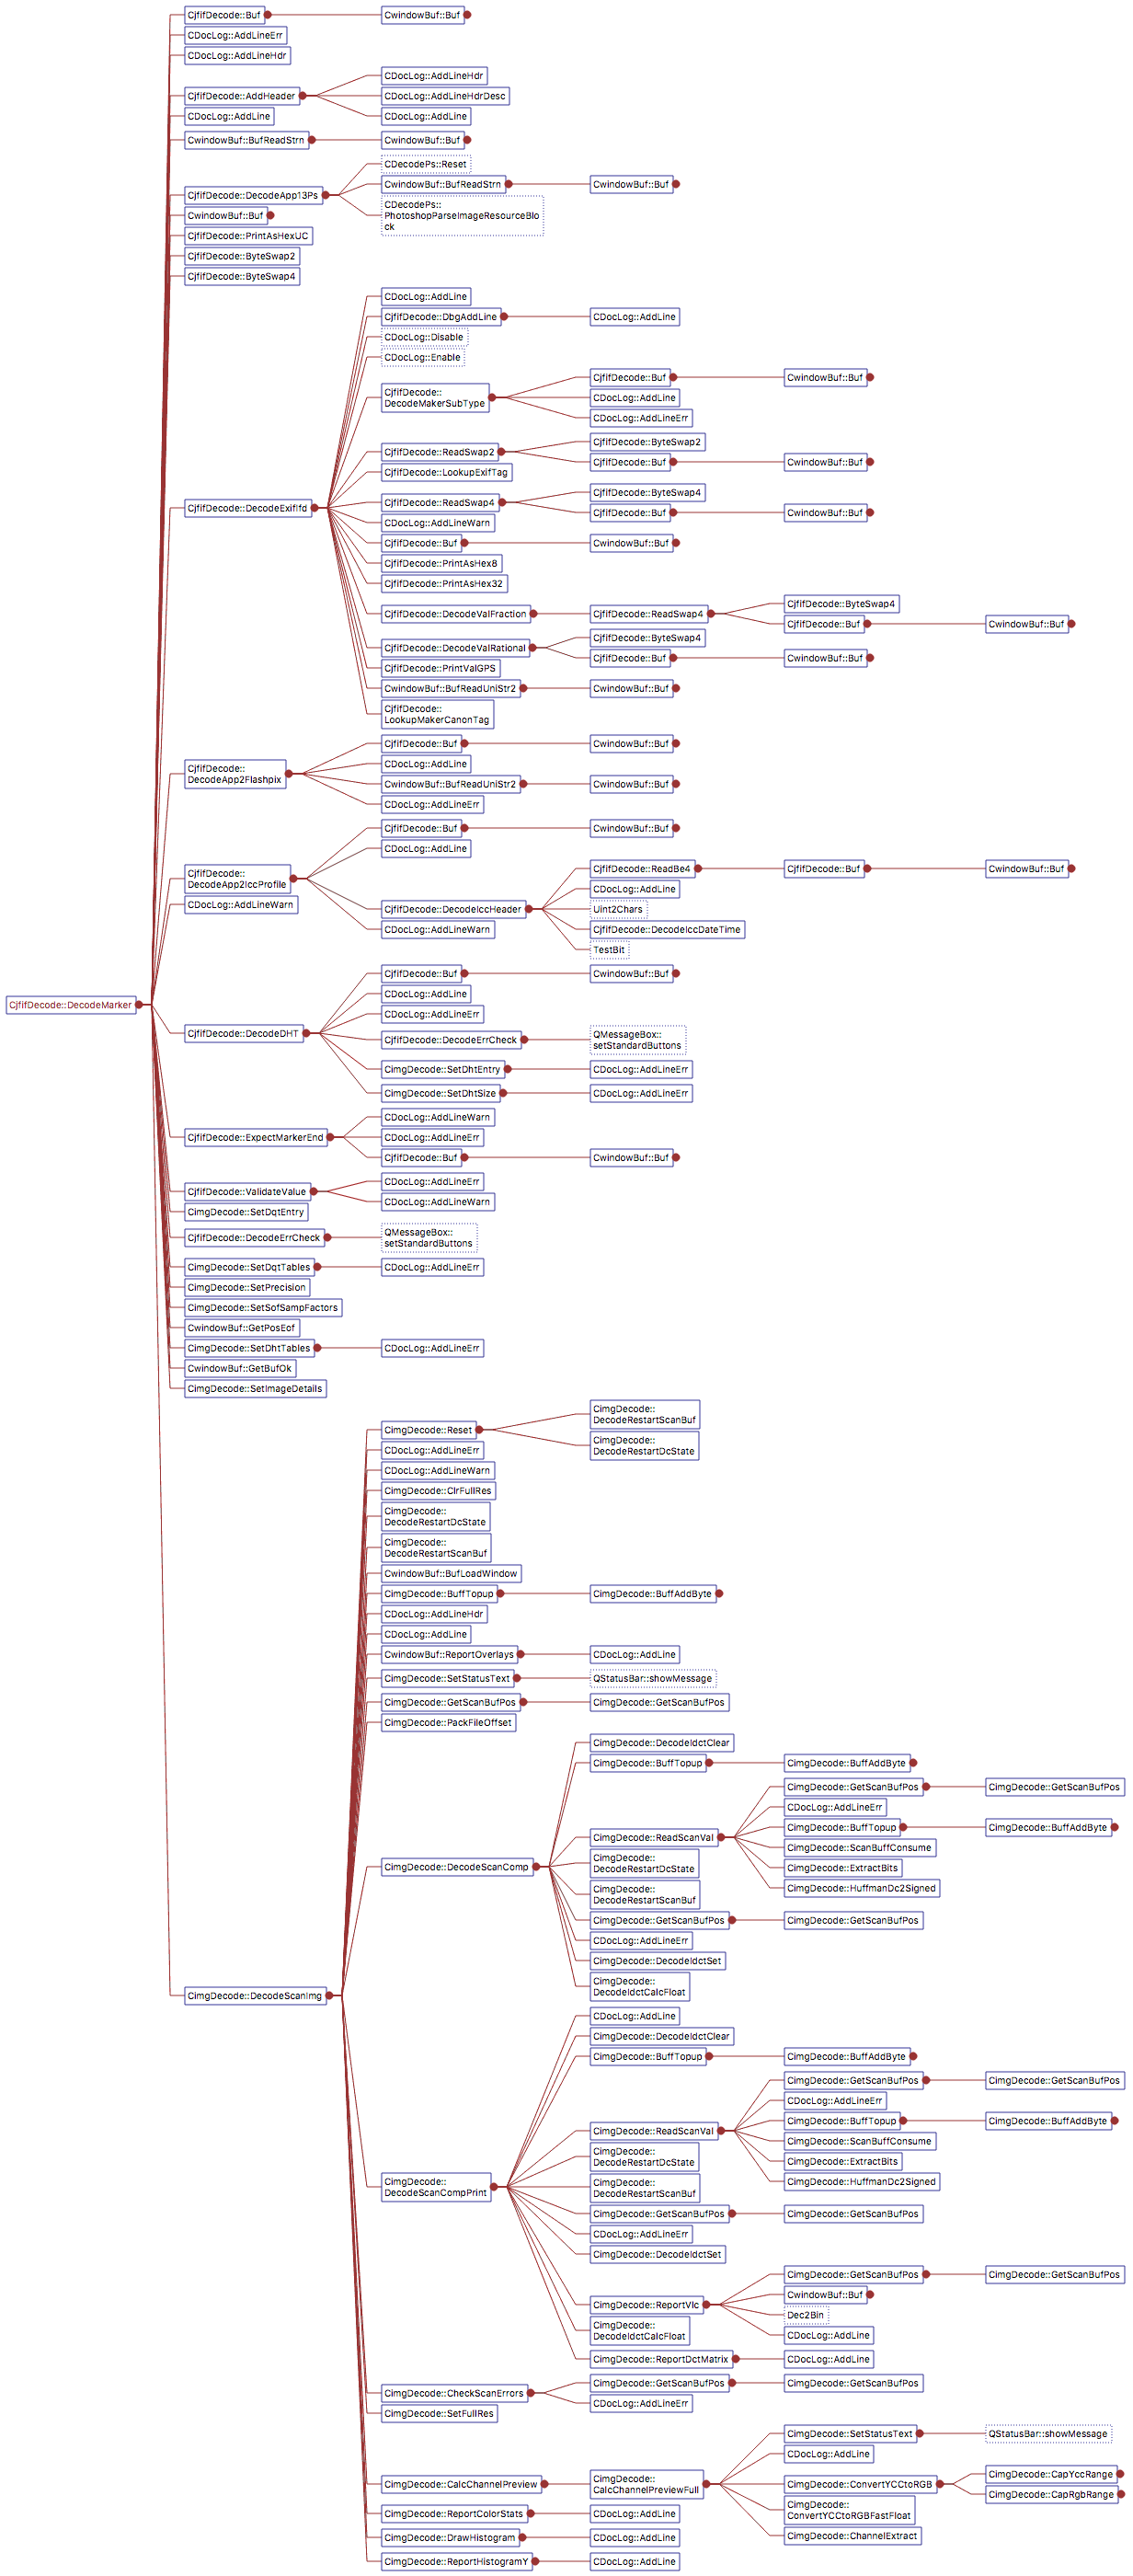 CjfifDecode::Buf
CwindowBuf::Buf
CDocLog::AddLineErr
CDocLog::AddLineHdr
CDocLog::AddLineHdr
CjfifDecode::AddHeader
CDocLog::AddLineHdrDesc
CDocLog::AddLine
CDocLog::AddLine
CwindowBuf::BufReadStrn
CwindowBuf::Buf
CDecodePs::Reset
CwindowBuf::BufReadStrn
CwindowBuf::Buf
CjfifDecode::DecodeApp13Ps
CDecodePs::
PhotoshopParseImageResourceBlo
ck
CwindowBuf::Buf
CjfifDecode::PrintAsHexUC
CjfifDecode::ByteSwap2
CjfifDecode::ByteSwap4
CDocLog::AddLine
CjfifDecode::DbgAddLine
CDocLog::AddLine
CDocLog::Disable
CDocLog::Enable
CjfifDecode::Buf
CwindowBuf::Buf
CjfifDecode::
DecodeMakerSubType
CDocLog::AddLine
CDocLog::AddLineErr
CjfifDecode::ByteSwap2
CjfifDecode::ReadSwap2
CjfifDecode::Buf
CwindowBuf::Buf
CjfifDecode::LookupExifTag
CjfifDecode::ByteSwap4
CjfifDecode::DecodeExifIfd
CjfifDecode::ReadSwap4
CjfifDecode::Buf
CwindowBuf::Buf
CDocLog::AddLineWarn
CjfifDecode::Buf
CwindowBuf::Buf
CjfifDecode::PrintAsHex8
CjfifDecode::PrintAsHex32
CjfifDecode::ByteSwap4
CjfifDecode::DecodeValFraction
CjfifDecode::ReadSwap4
CjfifDecode::Buf
CwindowBuf::Buf
CjfifDecode::ByteSwap4
CjfifDecode::DecodeValRational
CjfifDecode::Buf
CwindowBuf::Buf
CjfifDecode::PrintValGPS
CwindowBuf::BufReadUniStr2
CwindowBuf::Buf
CjfifDecode::
LookupMakerCanonTag
CjfifDecode::Buf
CwindowBuf::Buf
CjfifDecode::
DecodeApp2Flashpix
CDocLog::AddLine
CwindowBuf::BufReadUniStr2
CwindowBuf::Buf
CDocLog::AddLineErr
CjfifDecode::Buf
CwindowBuf::Buf
CDocLog::AddLine
CjfifDecode::
DecodeApp2IccProfile
CjfifDecode::ReadBe4
CjfifDecode::Buf
CwindowBuf::Buf
CDocLog::AddLine
CDocLog::AddLineWarn
CjfifDecode::DecodeIccHeader
Uint2Chars
CDocLog::AddLineWarn
CjfifDecode::DecodeIccDateTime
TestBit
CjfifDecode::Buf
CwindowBuf::Buf
CDocLog::AddLine
CjfifDecode::DecodeMarker
CDocLog::AddLineErr
CjfifDecode::DecodeDHT
CjfifDecode::DecodeErrCheck
QMessageBox::
setStandardButtons
CimgDecode::SetDhtEntry
CDocLog::AddLineErr
CimgDecode::SetDhtSize
CDocLog::AddLineErr
CDocLog::AddLineWarn
CjfifDecode::ExpectMarkerEnd
CDocLog::AddLineErr
CjfifDecode::Buf
CwindowBuf::Buf
CDocLog::AddLineErr
CjfifDecode::ValidateValue
CDocLog::AddLineWarn
CimgDecode::SetDqtEntry
CjfifDecode::DecodeErrCheck
QMessageBox::
setStandardButtons
CimgDecode::SetDqtTables
CDocLog::AddLineErr
CimgDecode::SetPrecision
CimgDecode::SetSofSampFactors
CwindowBuf::GetPosEof
CimgDecode::SetDhtTables
CDocLog::AddLineErr
CwindowBuf::GetBufOk
CimgDecode::SetImageDetails
CimgDecode::Reset
CimgDecode::
DecodeRestartScanBuf
CimgDecode::
DecodeRestartDcState
CDocLog::AddLineErr
CDocLog::AddLineWarn
CimgDecode::ClrFullRes
CimgDecode::
DecodeRestartDcState
CimgDecode::
DecodeRestartScanBuf
CwindowBuf::BufLoadWindow
CimgDecode::BuffTopup
CimgDecode::BuffAddByte
CDocLog::AddLineHdr
CDocLog::AddLine
CwindowBuf::ReportOverlays
CDocLog::AddLine
CimgDecode::SetStatusText
QStatusBar::showMessage
CimgDecode::GetScanBufPos
CimgDecode::GetScanBufPos
CimgDecode::PackFileOffset
CimgDecode::DecodeIdctClear
CimgDecode::BuffTopup
CimgDecode::BuffAddByte
CimgDecode::GetScanBufPos
CimgDecode::GetScanBufPos
CDocLog::AddLineErr
CimgDecode::BuffTopup
CimgDecode::BuffAddByte
CimgDecode::ReadScanVal
CimgDecode::ScanBuffConsume
CimgDecode::DecodeScanComp
CimgDecode::
DecodeRestartDcState
CimgDecode::ExtractBits
CimgDecode::HuffmanDc2Signed
CimgDecode::
DecodeRestartScanBuf
CimgDecode::GetScanBufPos
CimgDecode::GetScanBufPos
CDocLog::AddLineErr
CimgDecode::DecodeIdctSet
CimgDecode::
DecodeIdctCalcFloat
CimgDecode::DecodeScanImg
CDocLog::AddLine
CimgDecode::DecodeIdctClear
CimgDecode::BuffTopup
CimgDecode::BuffAddByte
CimgDecode::GetScanBufPos
CimgDecode::GetScanBufPos
CDocLog::AddLineErr
CimgDecode::BuffTopup
CimgDecode::BuffAddByte
CimgDecode::ReadScanVal
CimgDecode::ScanBuffConsume
CimgDecode::
DecodeRestartDcState
CimgDecode::ExtractBits
CimgDecode::HuffmanDc2Signed
CimgDecode::
DecodeScanCompPrint
CimgDecode::
DecodeRestartScanBuf
CimgDecode::GetScanBufPos
CimgDecode::GetScanBufPos
CDocLog::AddLineErr
CimgDecode::DecodeIdctSet
CimgDecode::GetScanBufPos
CimgDecode::GetScanBufPos
CwindowBuf::Buf
CimgDecode::ReportVlc
Dec2Bin
CimgDecode::
DecodeIdctCalcFloat
CDocLog::AddLine
CimgDecode::ReportDctMatrix
CDocLog::AddLine
CimgDecode::GetScanBufPos
CimgDecode::GetScanBufPos
CimgDecode::CheckScanErrors
CDocLog::AddLineErr
CimgDecode::SetFullRes
CimgDecode::SetStatusText
QStatusBar::showMessage
CDocLog::AddLine
CimgDecode::CapYccRange
CimgDecode::CalcChannelPreview
CimgDecode::
CalcChannelPreviewFull
CimgDecode::ConvertYCCtoRGB
CimgDecode::CapRgbRange
CimgDecode::
ConvertYCCtoRGBFastFloat
CimgDecode::ReportColorStats
CDocLog::AddLine
CimgDecode::ChannelExtract
CimgDecode::DrawHistogram
CDocLog::AddLine
CimgDecode::ReportHistogramY
CDocLog::AddLine